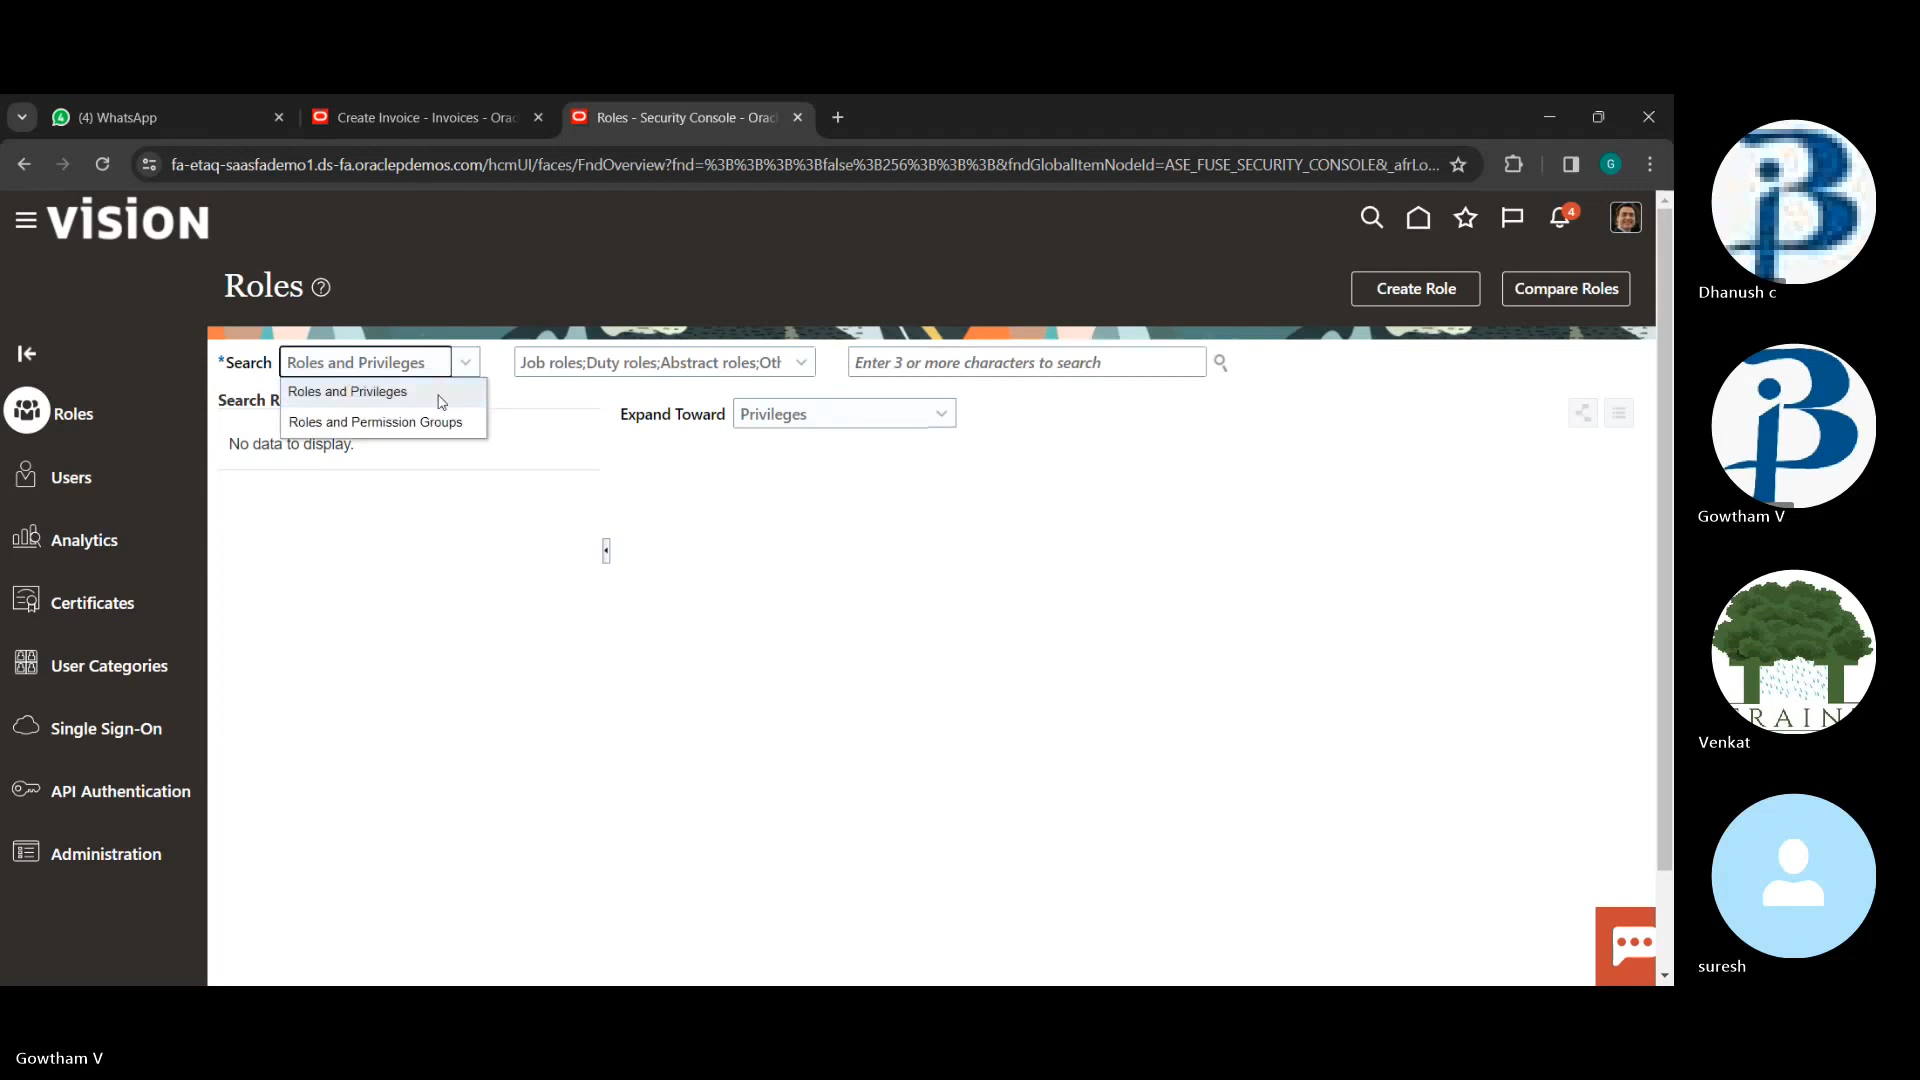 (4) WhatsApp
Create Invoice - Invoices - Orac
Roles - Security Console - Orac
fa-etaq-saasfademo1.ds-fa.oraclepdemos.com/hcmUI/faces/FndOverview?fnd=%3B%3B%3B%3Bfalse%3B256%3B%3B%3B&fndGlobalItemNodeId=ASE_FUSE_SECURITY_CONSOLE&_afrLo...
G
vision
4
Roles ?
Create Role
Compare Roles
*Search
Roles and Privileges
Job roles;Duty roles;Abstract roles;Oth
Enter 3 or more characters to search
Roles and Privileges
Roles and Permission Groups
Search R
No data to display.
Expand Toward
Privileges
Roles
Users
Analytics
Certificates
User Categories
Single Sign-On
API Authentication
Administration
Dhanush c
Gowtham V
RAIN
Venkat
suresh
Gowtham V